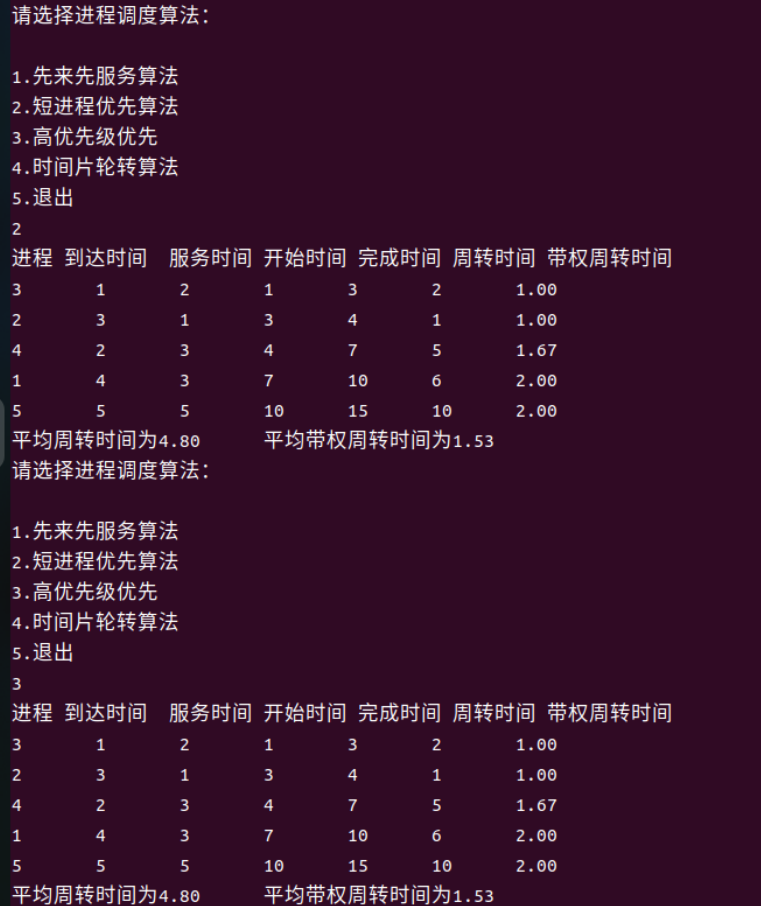 请选择进程调度算法：
1.先来先服务算法
2.短进程优先算法
3.高优先级优先
4.时间片轮转算法
5.退出
2
进程 到达时间 服务时间 开始时间 完成时间 周转时间 带权周转时间
3 1 2 1 3 2 1.00
2 3 1 3 4 1 1.00
4 2 3 4 7 5 1.67
1 4 3 7 10 6 2.00
5 5 5 10 15 10 2.00
平均周转时间为4.80 平均带权周转时间为1.53
请选择进程调度算法：
1.先来先服务算法
2.短进程优先算法
3.高优先级优先
4.时间片轮转算法
5.退出
3
进程 到达时间 服务时间 开始时间 完成时间 周转时间 带权周转时间
3 1 2 1 3 2 1.00
2 3 1 3 4 1 1.00
4 2 3 4 7 5 1.67
1 4 3 7 10 6 2.00
5 5 5 10 15 10 2.00
平均周转时间为4.80 平均带权周转时间为1.53